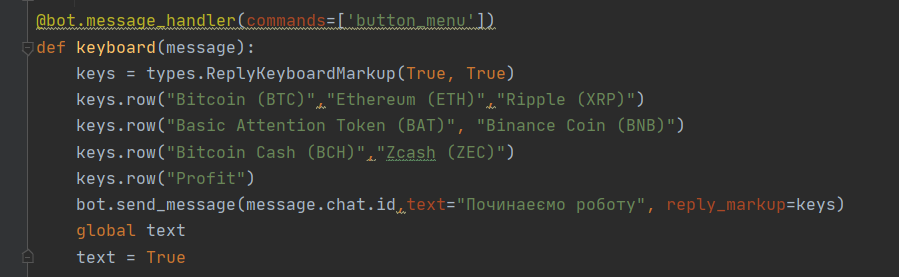 @bot.message_handler(commands=['button_menu'])
def keyboard(message):
    keys = types.ReplyKeyboardMarkup(True, True)
    keys.row("Bitcoin (BTC)","Ethereum (ETH)","Ripple (XRP)")
    keys.row("Basic Attention Token (BAT)", "Binance Coin (BNB)")
    keys.row("Bitcoin Cash (BCH)","Zcash (ZEC)")
    keys.row("Profit")
    bot.send_message(message.chat.id,text="Починаеємо роботу", reply_markup=keys)
    global text
    text = True